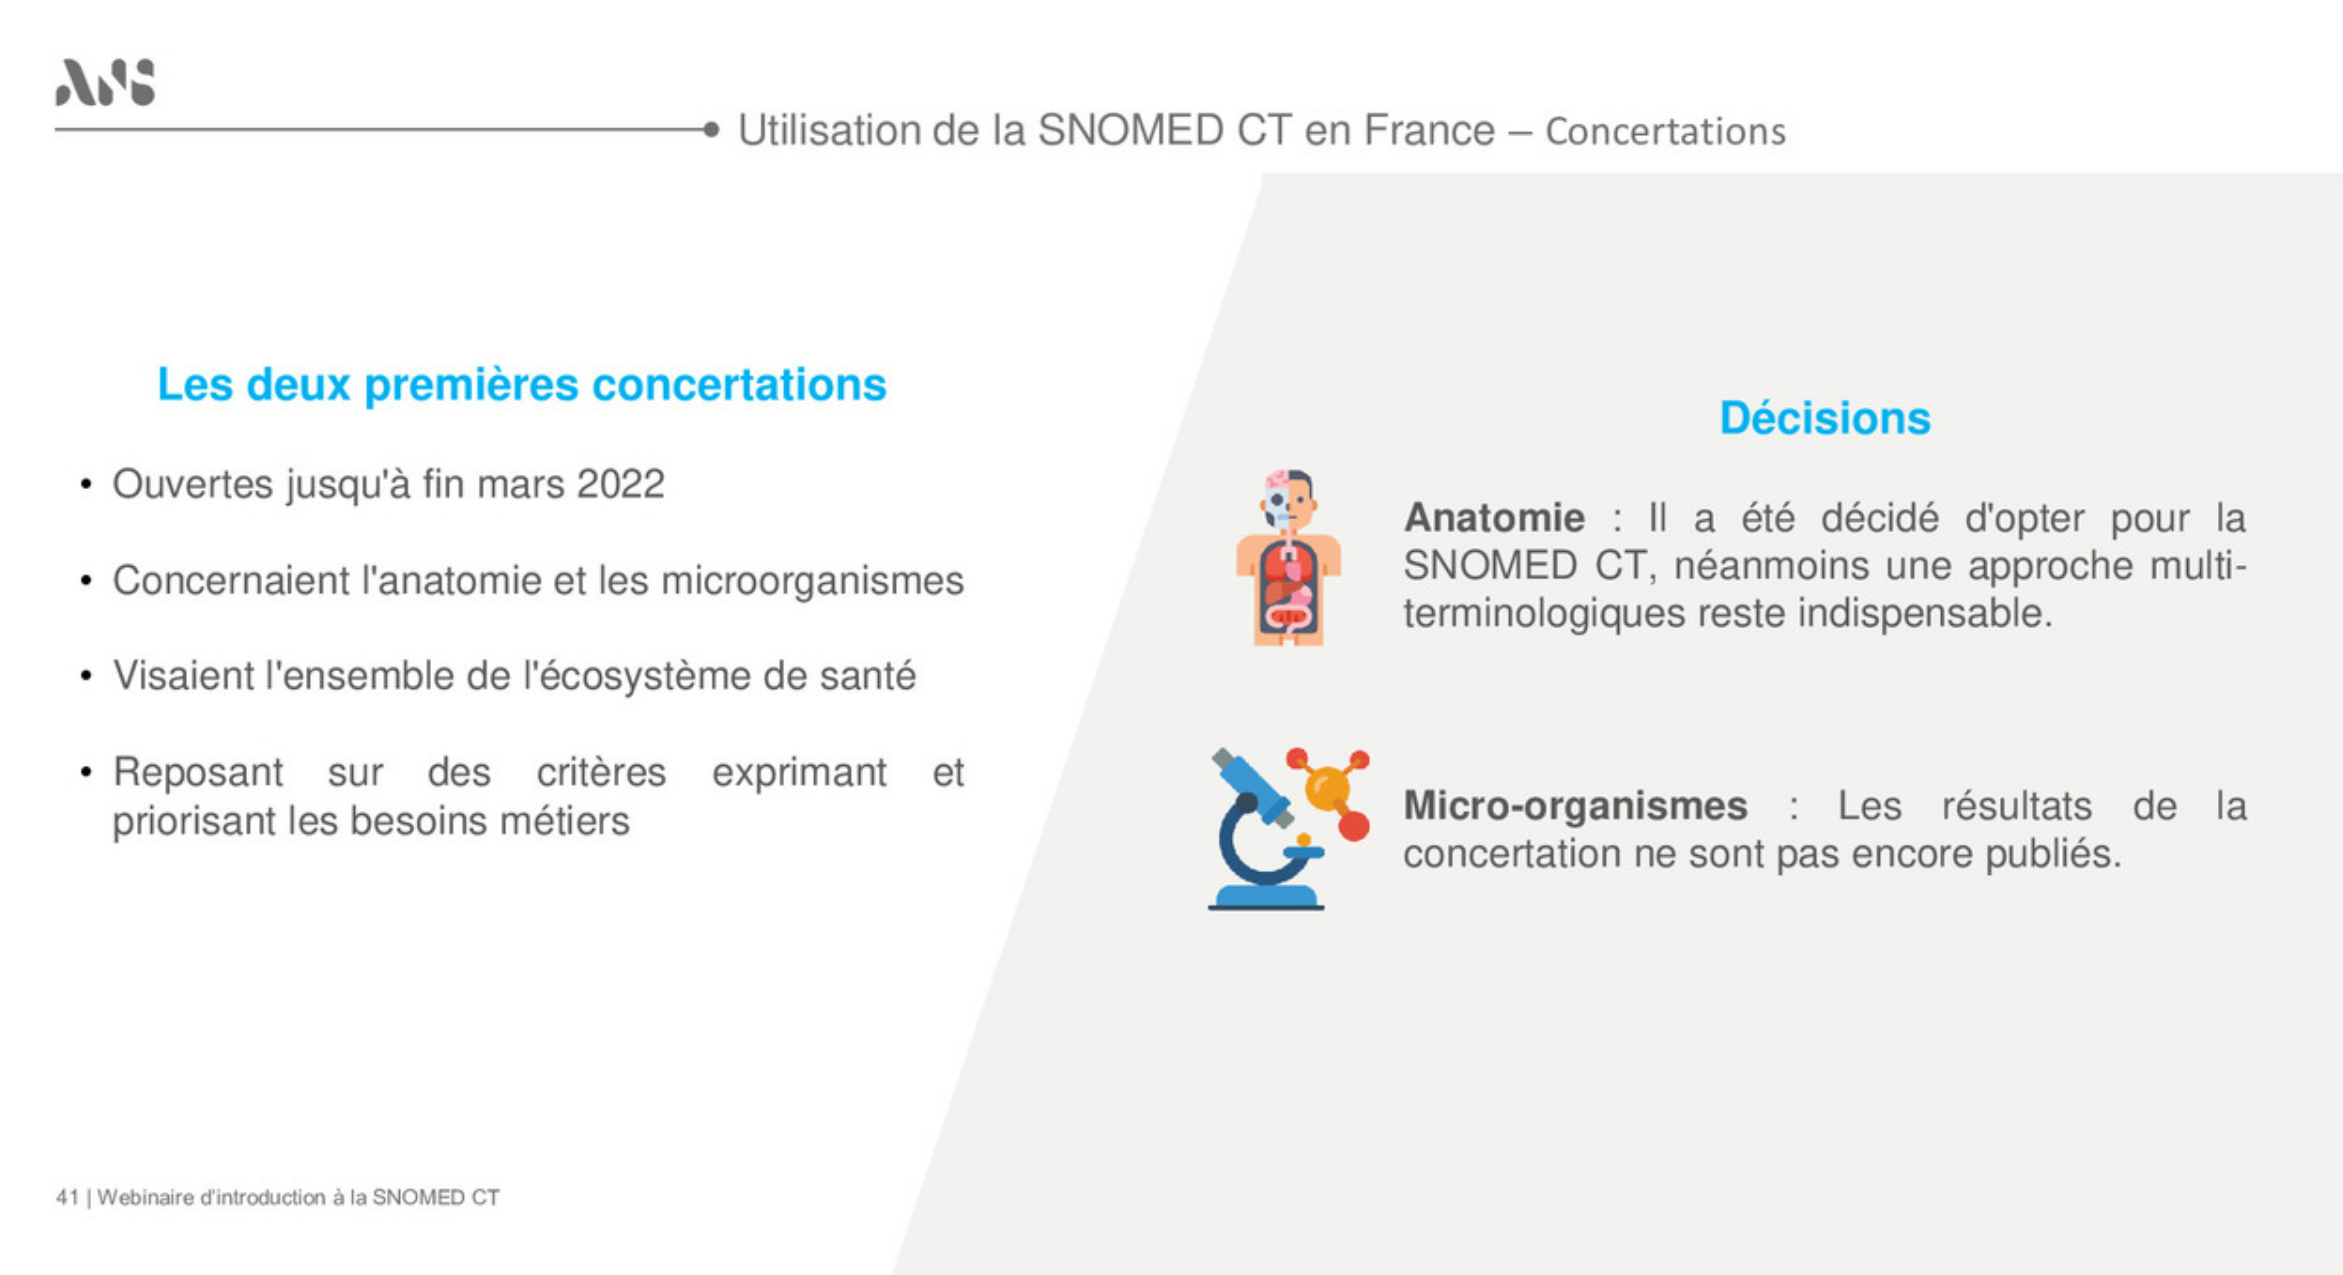 ANS
Utilisation de la SNOMED CT en France – Concertations
Les deux premières concertations
• Ouvertes jusqu'à fin mars 2022
• Concernaient l'anatomie et les microorganismes
• Visaient l'ensemble de l'écosystème de santé
• Reposant sur des critères exprimant et
priorisant les besoins métiers
Décisions
Anatomie : Il a été décidé d'opter pour la
SNOMED CT, néanmoins une approche multi-
terminologiques reste indispensable.
Micro-organismes : Les résultats de la
concertation ne sont pas encore publiés.
41 | Webinaire d'introduction à la SNOMED CT